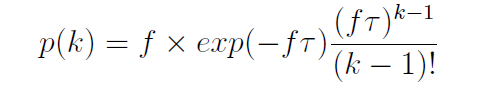 p(k) = f × exp(−fτ) (fτ)^{k−1} / (k − 1)!